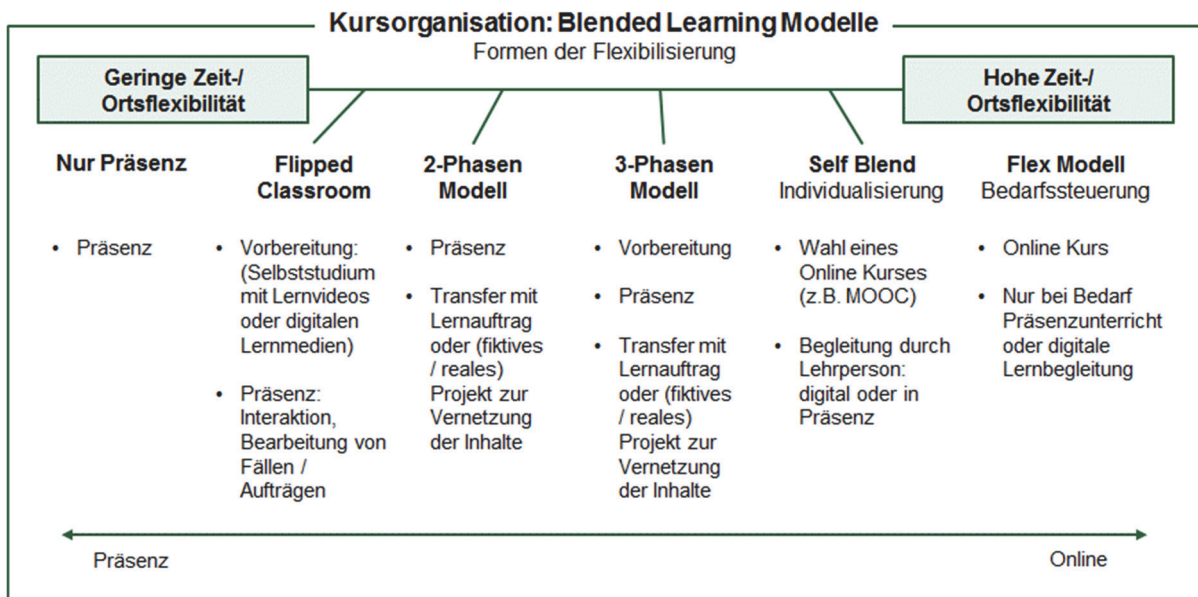 Kursorganisation: Blended Learning Modelle
Formen der Flexibilisierung
Geringe Zeit-/
Ortsflexibilität
Hohe Zeit-/
Ortsflexibilität
Nur Präsenz
• Präsenz
Flipped
Classroom
• Vorbereitung:
(Selbststudium
mit Lernvideos
oder digitalen
Lernmedien)
• Präsenz:
Interaktion,
Bearbeitung von
Fällen /
Aufträgen
2-Phasen
Modell
• Präsenz
• Transfer mit
Lernauftrag
oder (fiktives
/ reales)
Projekt zur
Vernetzung
der Inhalte
3-Phasen
Modell
• Vorbereitung
• Präsenz
• Transfer mit
Lernauftrag
oder (fiktives
/ reales)
Projekt zur
Vernetzung
der Inhalte
Self Blend
Individualisierung
• Wahl eines
Online Kurses
(z.B. MOOC)
• Begleitung durch
Lehrperson:
digital oder in
Präsenz
Flex Modell
Bedarfssteuerung
• Online Kurs
• Nur bei Bedarf
Präsenzunterricht
oder digitale
Lernbegleitung
Präsenz
Online